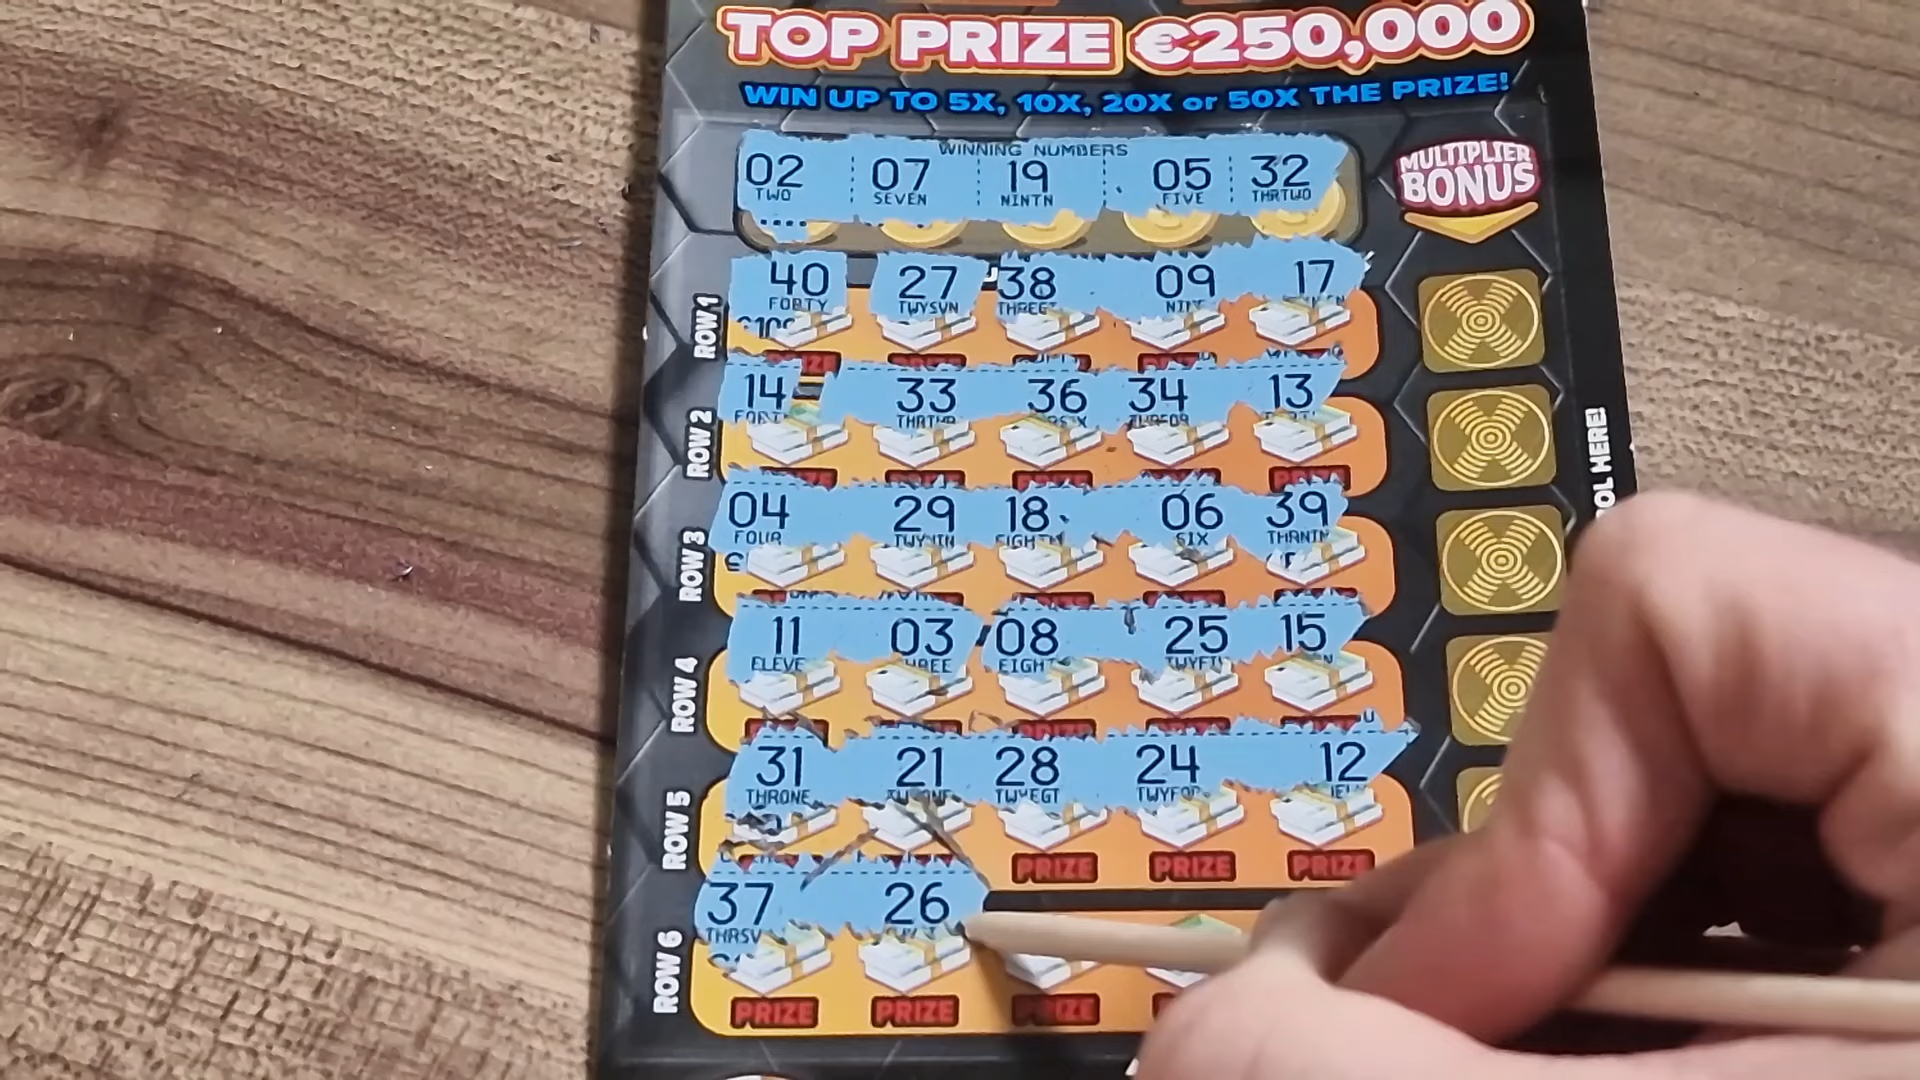 TOP PRIZE €250,000
WIN UP TO 5X, 10X, 20X or 50X THE PRIZE!
WINNING NUMBERS
02 07 19 05 32
TWO SEVEN NINTN FIVE THRTWO
MULTIPLIER
BONUS
ROW 1
40 27 38 09 17
FORTY TWYSVN
ROW 2
14 33 36 34 13
ROW 3
04 29 18 06 39
FOUR SIX THRNIN
ROW 4
11 03 08 25 15
ROW 5
31 21 28 24 12
THRONE TWYEGT
PRIZE PRIZE PRIZE
ROW 6
37 26
THRSV
PRIZE PRIZE PRIZE
HERE!